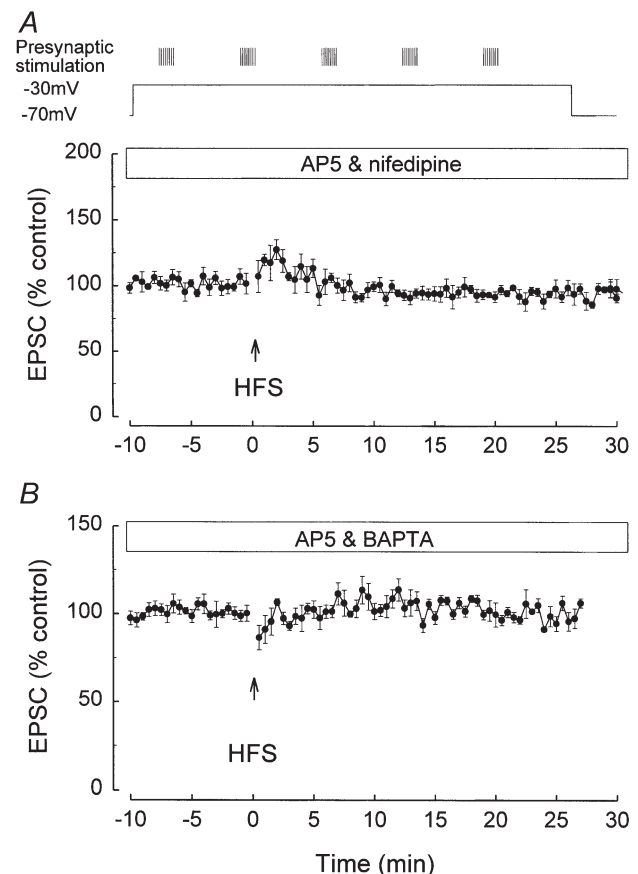 A
Presynaptic
stimulation
-30mV
-70mV
AP5 & nifedipine
200
150
100
50
0
EPSC (% control)
HFS
-10 -5 0 5 10 15 20 25 30
B
AP5 & BAPTA
150
100
50
0
EPSC (% control)
HFS
-10 -5 0 5 10 15 20 25 30
Time (min)